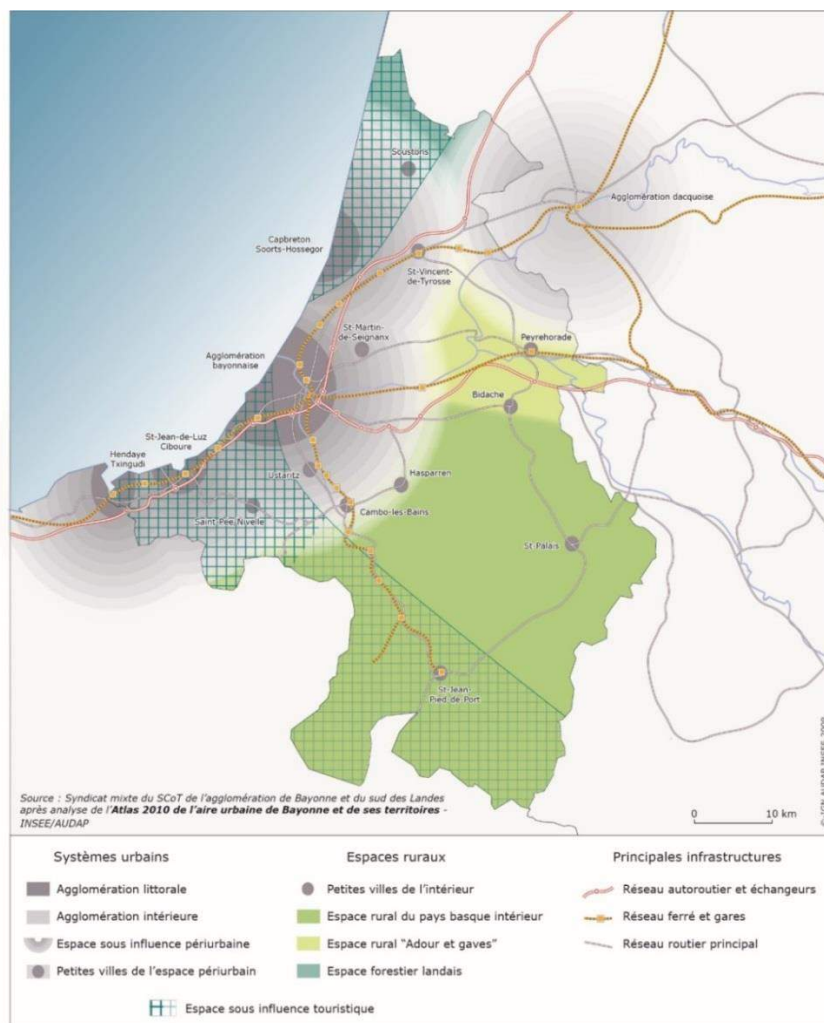 Soustons
Agglomération dacquoise
Capbreton
Soorts-Hossegor
St-Vincent-
de-Tyrosse
St-Martin-
de-Seignanx
Peyrehorade
Agglomération
bayonnaise
Bidache
St-Jean-de-Luz
Ciboure
Hendaye
Txingudi
Ustaritz
Hasparren
Saint Pée Nivelle
Cambo-les-Bains
St-Palais
St-Jean-
Pied de Port
Source : Syndicat mixte du SCoT de l'agglomération de Bayonne et du sud des Landes
après analyse de l'Atlas 2010 de l'aire urbaine de Bayonne et de ses territoires -
INSEE/AUDAP
0 10 km
© IGN AUDAP INSEE 2009
Systèmes urbains
Agglomération littorale
Agglomération intérieure
Espace sous influence périurbaine
Petites villes de l'espace périurbain
Espaces ruraux
Petites villes de l'intérieur
Espace rural du pays basque intérieur
Espace rural "Adour et gaves"
Espace forestier landais
Principales infrastructures
Réseau autoroutier et échangeurs
Réseau ferré et gares
Réseau routier principal
Espace sous influence touristique